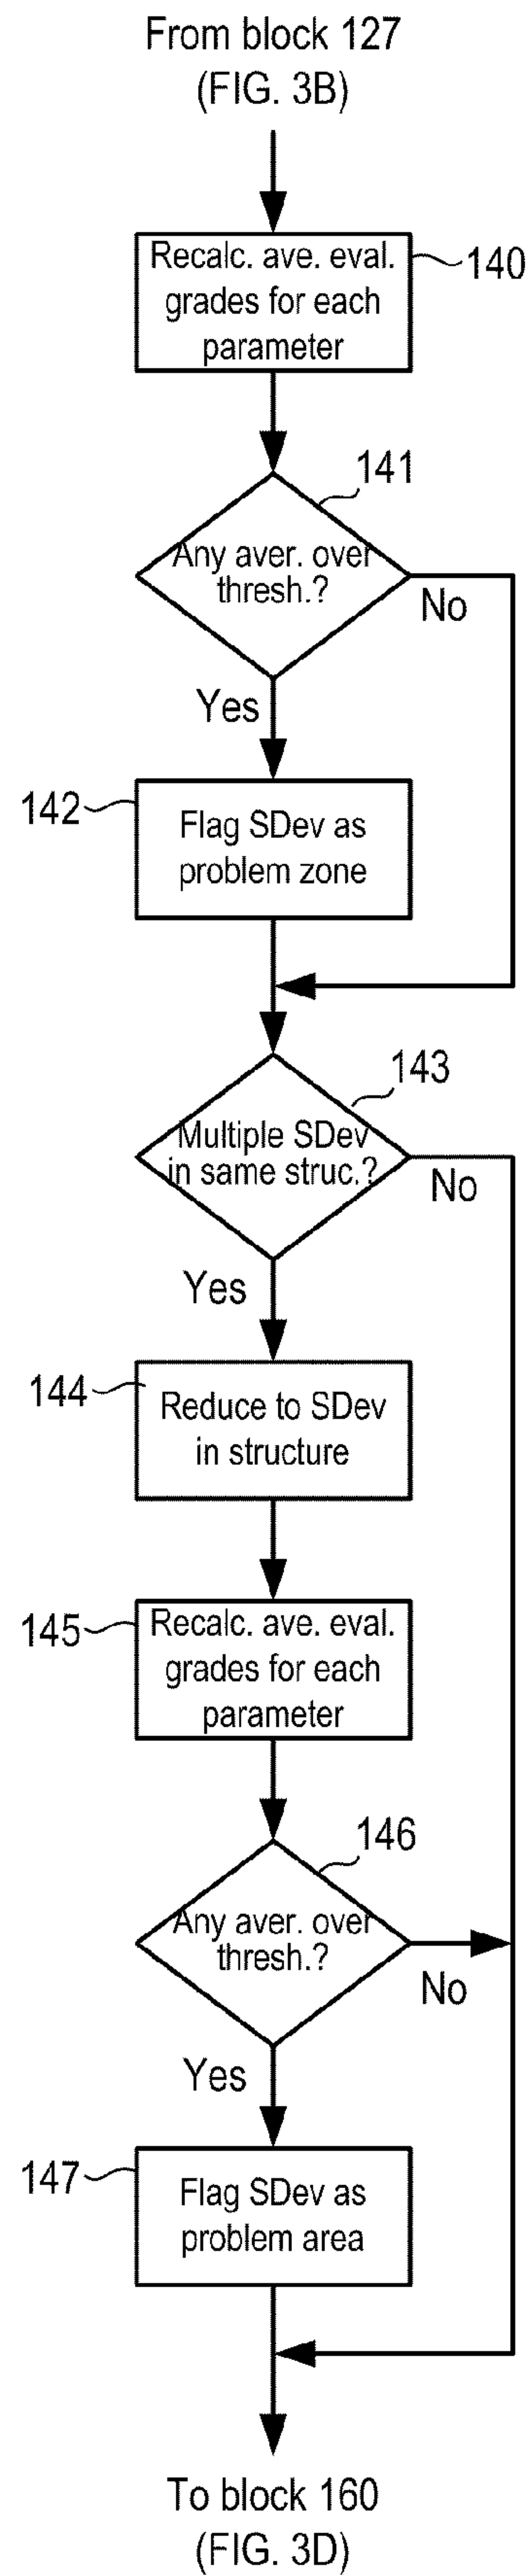 From block 127
(FIG. 3B)
Recalc. ave. eval.
grades for each
parameter
140
141
Any aver. over
thresh.?
No
Yes
142
Flag SDev as
problem zone
143
Multiple SDev
in same struc.?
No
Yes
144
Reduce to SDev
in structure
145
Recalc. ave. eval.
grades for each
parameter
146
Any aver. over
thresh.?
No
Yes
147
Flag SDev as
problem area
To block 160
(FIG. 3D)